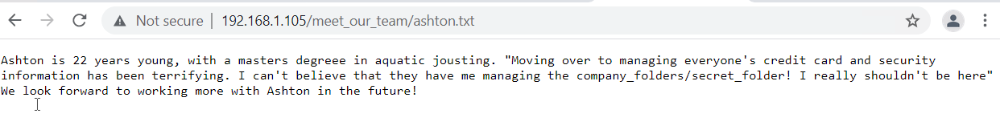 Not secure | 192.168.1.105/meet_our_team/ashton.txt
Ashton is 22 years young, with a masters degreee in aquatic jousting. "Moving over to managing everyone's credit card and security
information has been terrifying. I can't believe that they have me managing the company_folders/secret_folder! I really shouldn't be here"
We look forward to working more with Ashton in the future!